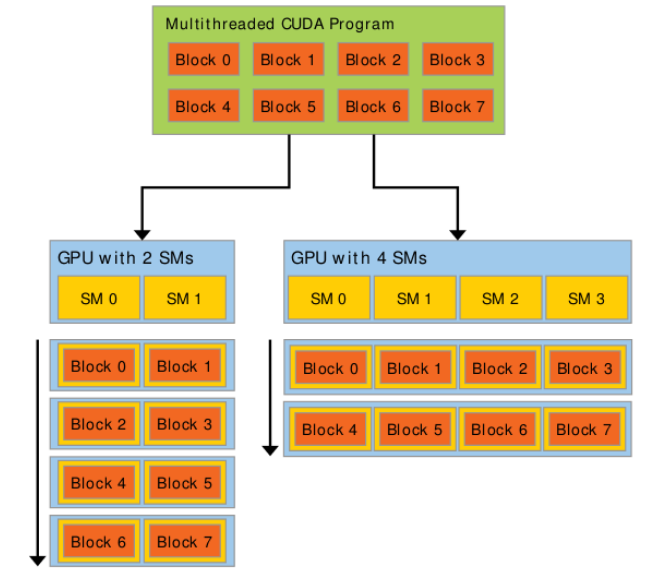 Multithreaded CUDA Program
Block 0 Block 1 Block 2 Block 3
Block 4 Block 5 Block 6 Block 7
GPU with 2 SMs
SM 0 SM 1
Block 0 Block 1
Block 2 Block 3
Block 4 Block 5
Block 6 Block 7
GPU with 4 SMs
SM 0 SM 1 SM 2 SM 3
Block 0 Block 1 Block 2 Block 3
Block 4 Block 5 Block 6 Block 7